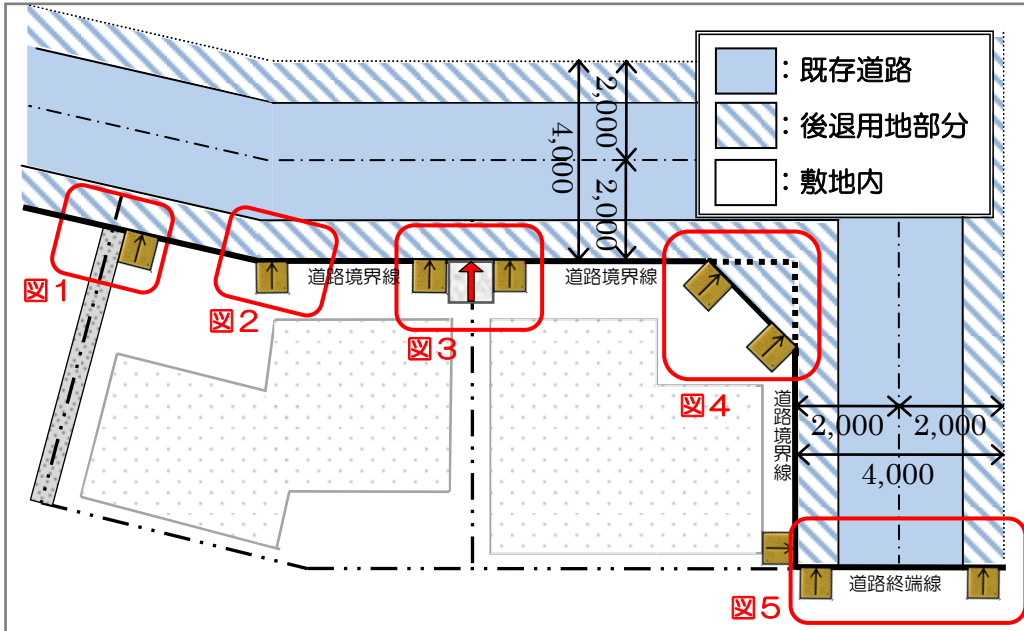 ：既存道路
：後退用地部分
：敷地内
2,000
4,000
2,000
図1
図2
道路境界線
図3
道路境界線
図4
道路境界線
2,000
2,000
4,000
道路終端線
図5